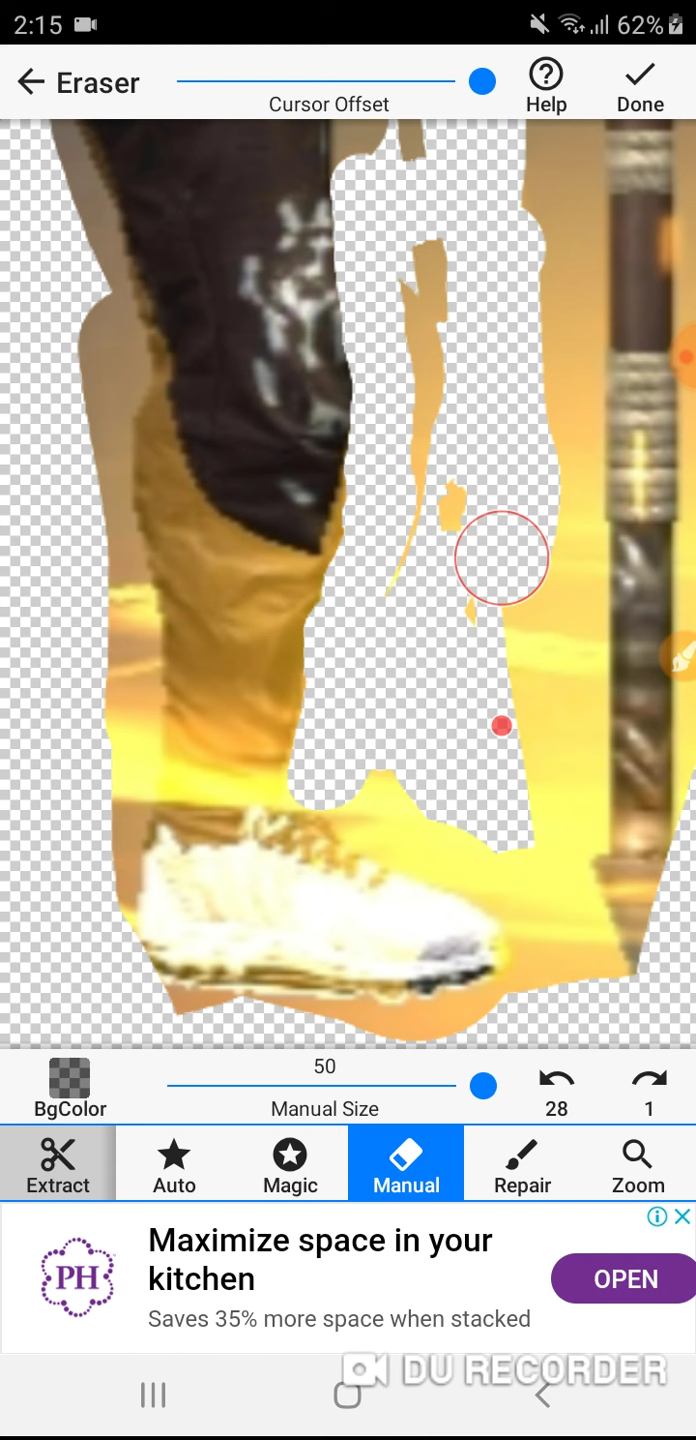 2:15
62%
Eraser
Cursor Offset
Help
Done
50
BgColor
Manual Size
28
1
Extract
Auto
Magic
Manual
Repair
Zoom
Maximize space in your
kitchen
PH
OPEN
Saves 35% more space when stacked
DU RECORDER